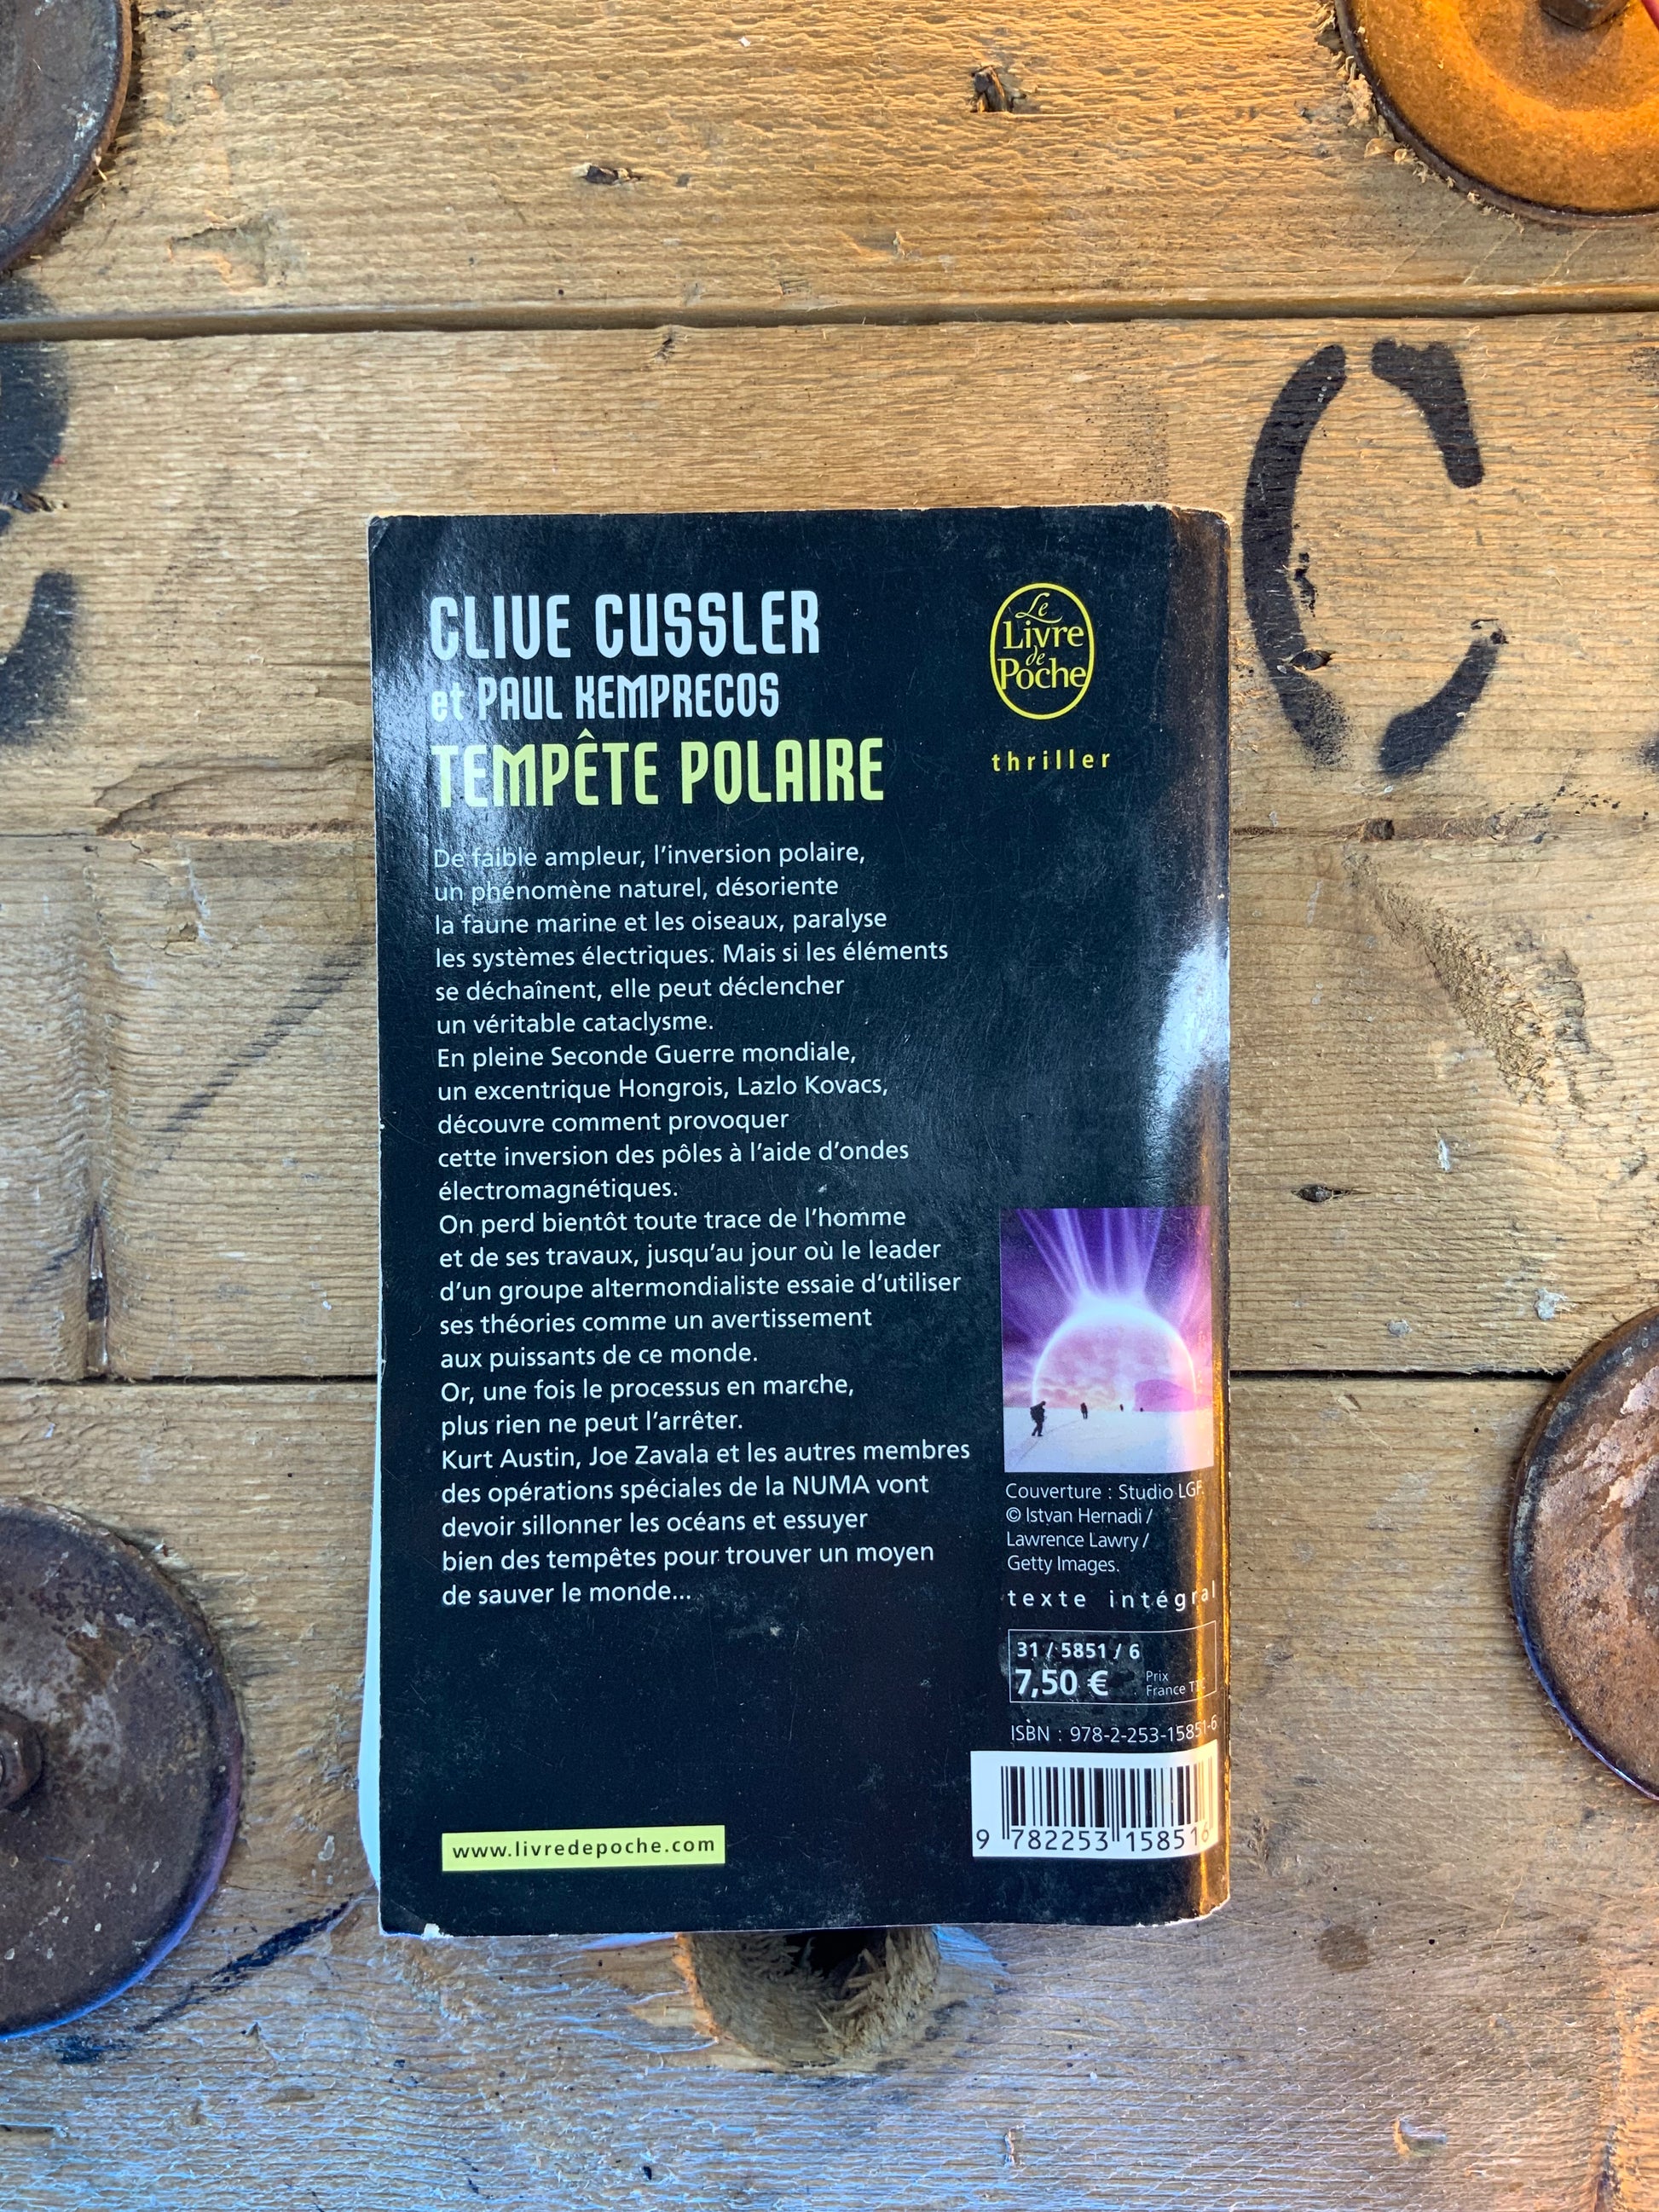 C
CLIVE CUSSLER
et PAUL KEMPRECOS
TEMPÊTE POLAIRE
Le
Livre
de
Poche
thriller
De faible ampleur, l'inversion polaire,
un phénomène naturel, désoriente
la faune marine et les oiseaux, paralyse
les systèmes électriques. Mais si les éléments
se déchaînent, elle peut déclencher
un véritable cataclysme.
En pleine Seconde Guerre mondiale,
un excentrique Hongrois, Lazlo Kovacs,
découvre comment provoquer
cette inversion des pôles à l'aide d'ondes
électromagnétiques.
On perd bientôt toute trace de l'homme
et de ses travaux, jusqu'au jour où le leader
d'un groupe altermondialiste essaie d'utiliser
ses théories comme un avertissement
aux puissants de ce monde.
Or, une fois le processus en marche,
plus rien ne peut l'arrêter.
Kurt Austin, Joe Zavala et les autres membres
des opérations spéciales de la NUMA vont
devoir sillonner les océans et essuyer
bien des tempêtes pour trouver un moyen
de sauver le monde...
www.livredepoche.com
Couverture : Studio LGF.
© Istvan Hernadi /
Lawrence Lawry /
Getty Images.
texte intégral
31 / 5851 / 6
7,50 €
Prix
France TTC
ISBN : 978-2-253-15851-6
9 782253 158516